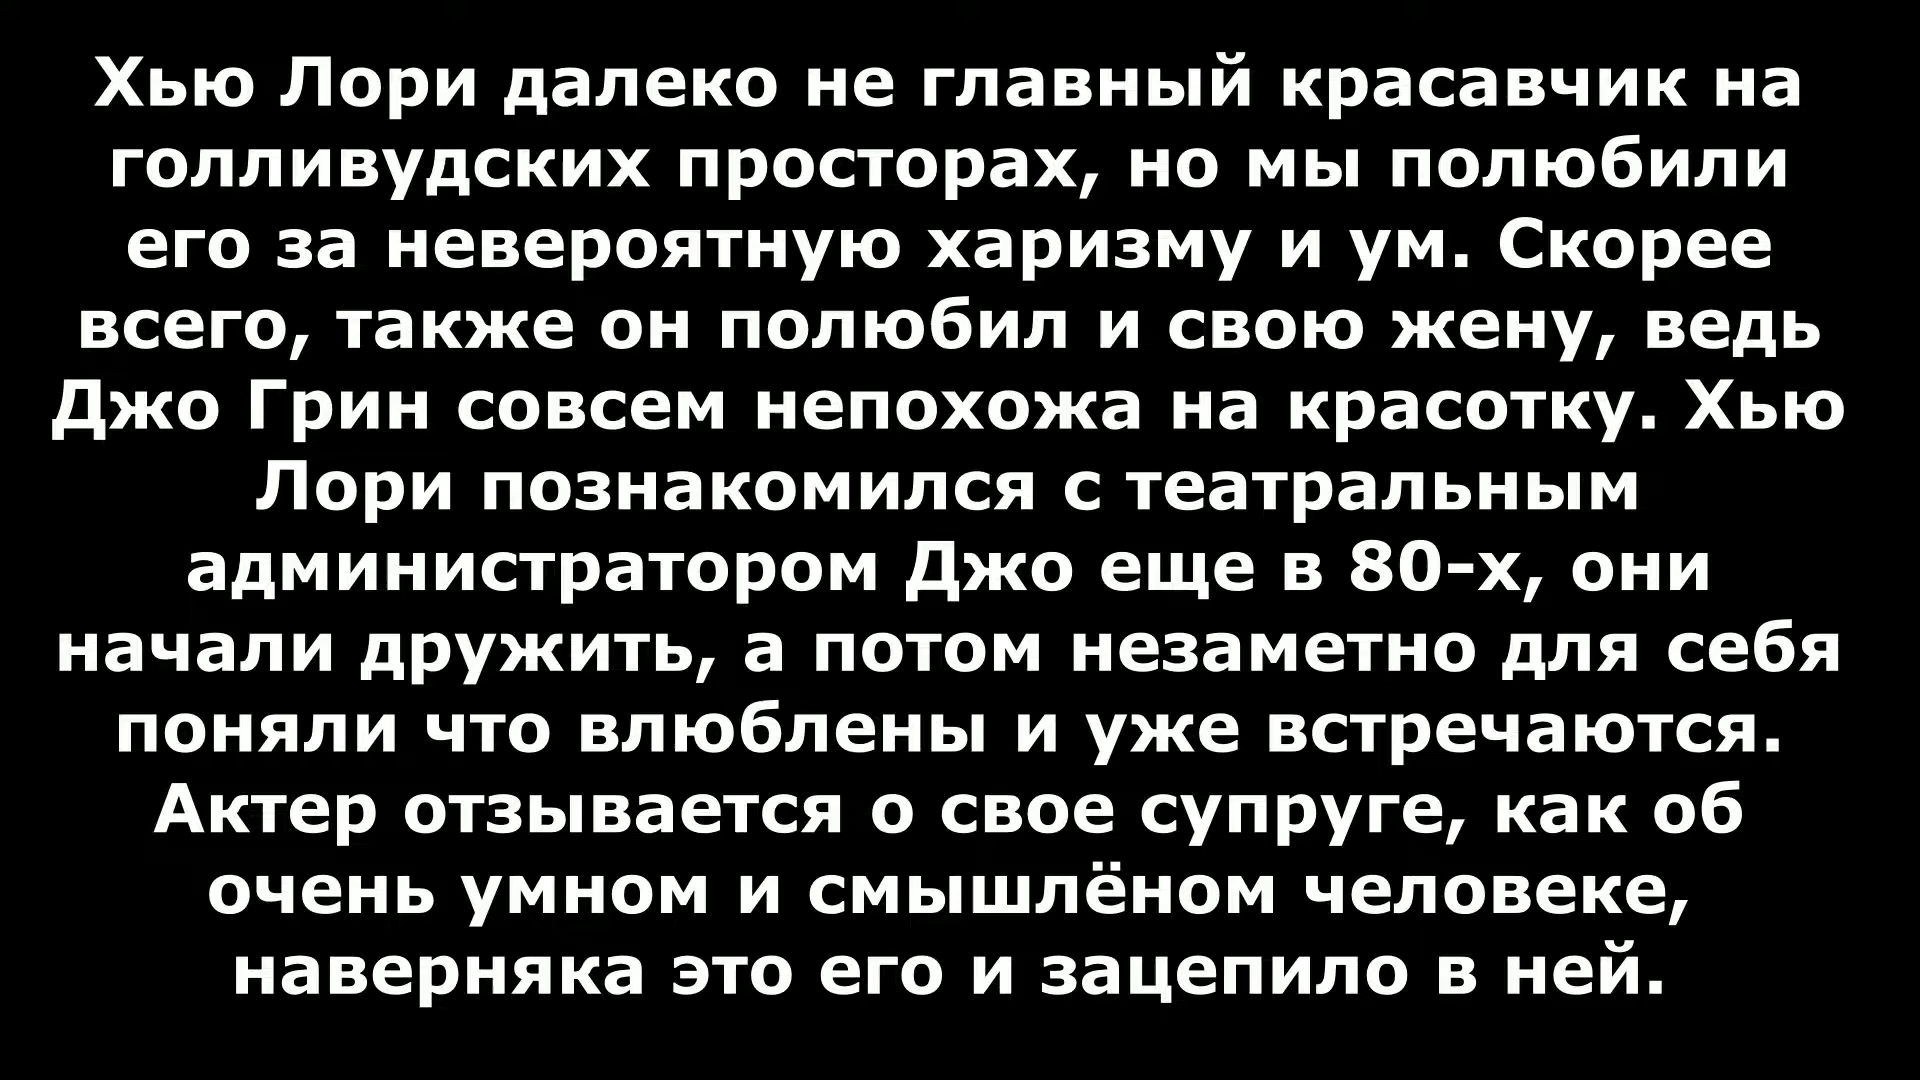 Хью Лори далеко не главный красавчик на
голливудских просторах, но мы полюбили
его за невероятную харизму и ум. Скорее
всего, также он полюбил и свою жену, ведь
Джо Грин совсем непохожа на красотку. Хью
Лори познакомился с театральным
администратором Джо еще в 80-х, они
начали дружить, а потом незаметно для себя
поняли что влюблены и уже встречаются.
Актер отзывается о свое супруге, как об
очень умном и смышлёном человеке,
наверняка это его и зацепило в ней.